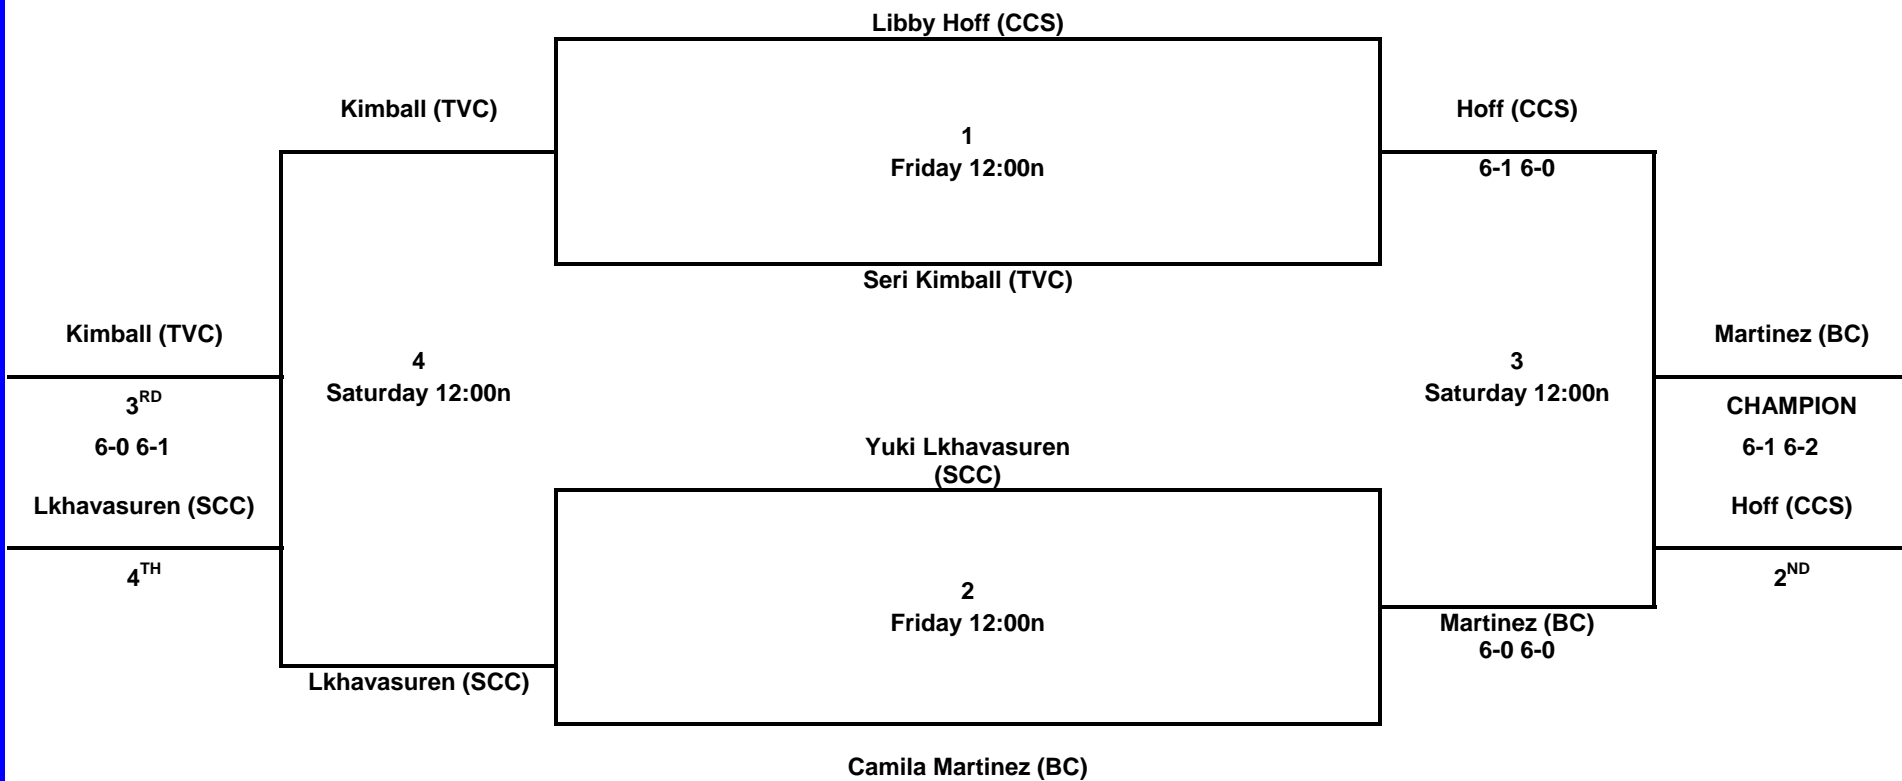 Libby Hoff (CCS)
Kimball (TVC)
Hoff (CCS)
1
Friday 12:00n
6-1 6-0
Seri Kimball (TVC)
Kimball (TVC)
Martinez (BC)
4
Saturday 12:00n
3
Saturday 12:00n
3RD
6-0 6-1
CHAMPION
6-1 6-2
Yuki Lkhavasuren
(SCC)
Lkhavasuren (SCC)
Hoff (CCS)
4TH
2ND
2
Friday 12:00n
Martinez (BC)
6-0 6-0
Lkhavasuren (SCC)
Camila Martinez (BC)